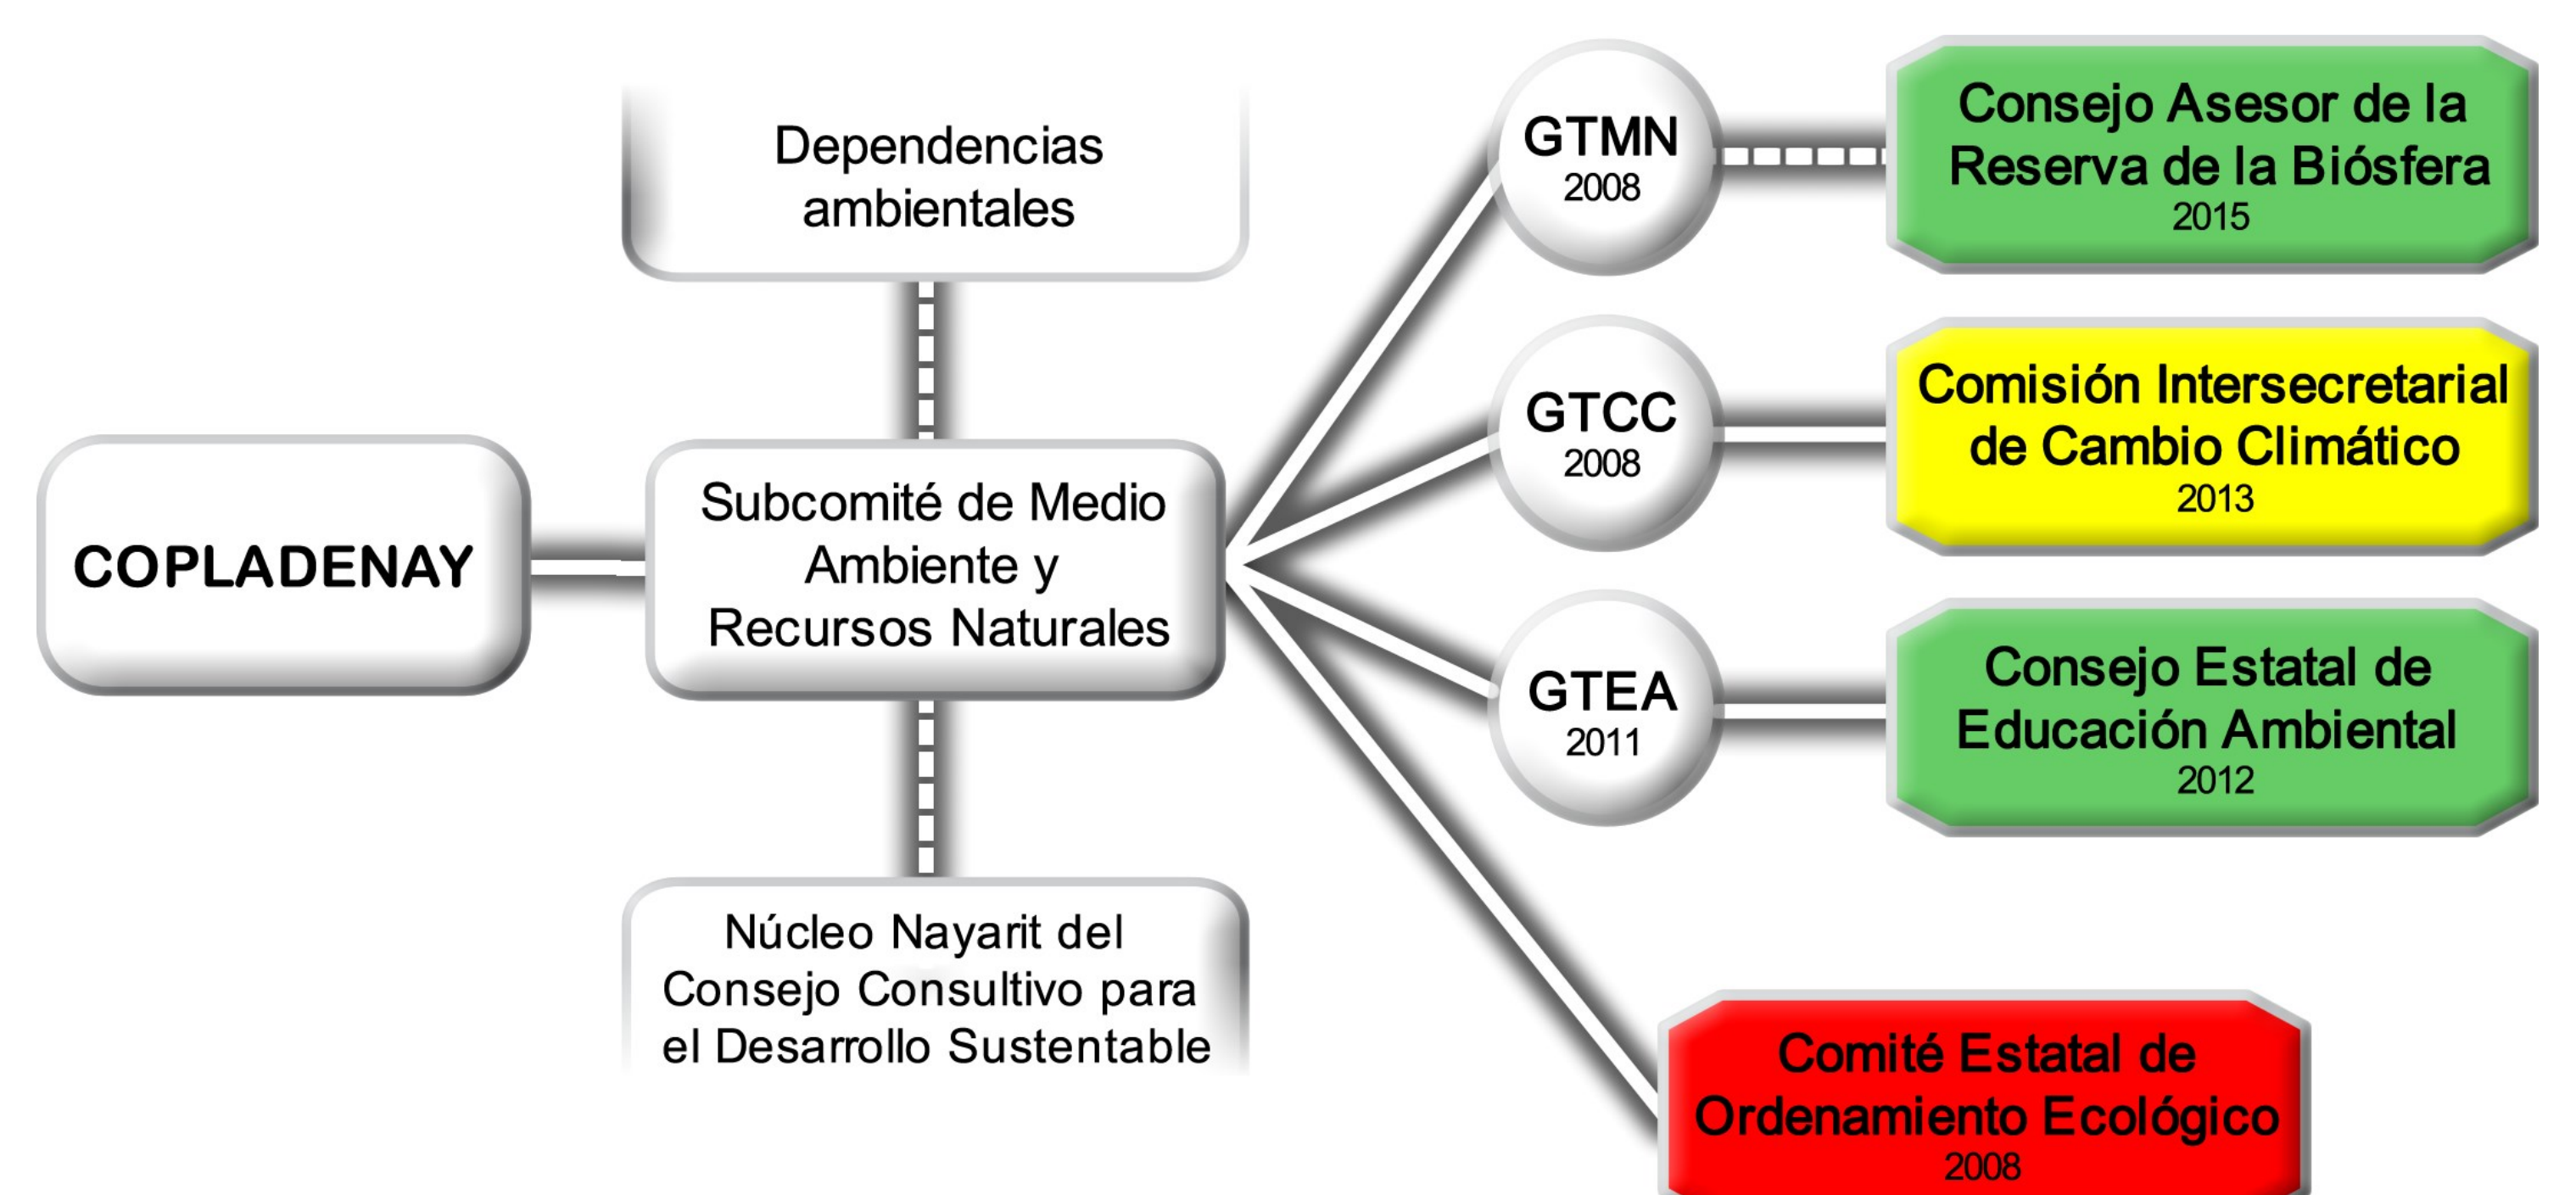 Dependencias
ambientales
COPLADENAY
Subcomité de Medio
Ambiente y
Recursos Naturales
Núcleo Nayarit del
Consejo Consultivo para
el Desarrollo Sustentable
GTMN
2008
Consejo Asesor de la
Reserva de la Biósfera
2015
GTCC
2008
Comisión Intersecretarial
de Cambio Climático
2013
GTEA
2011
Consejo Estatal de
Educación Ambiental
2012
Comité Estatal de
Ordenamiento Ecológico
2008